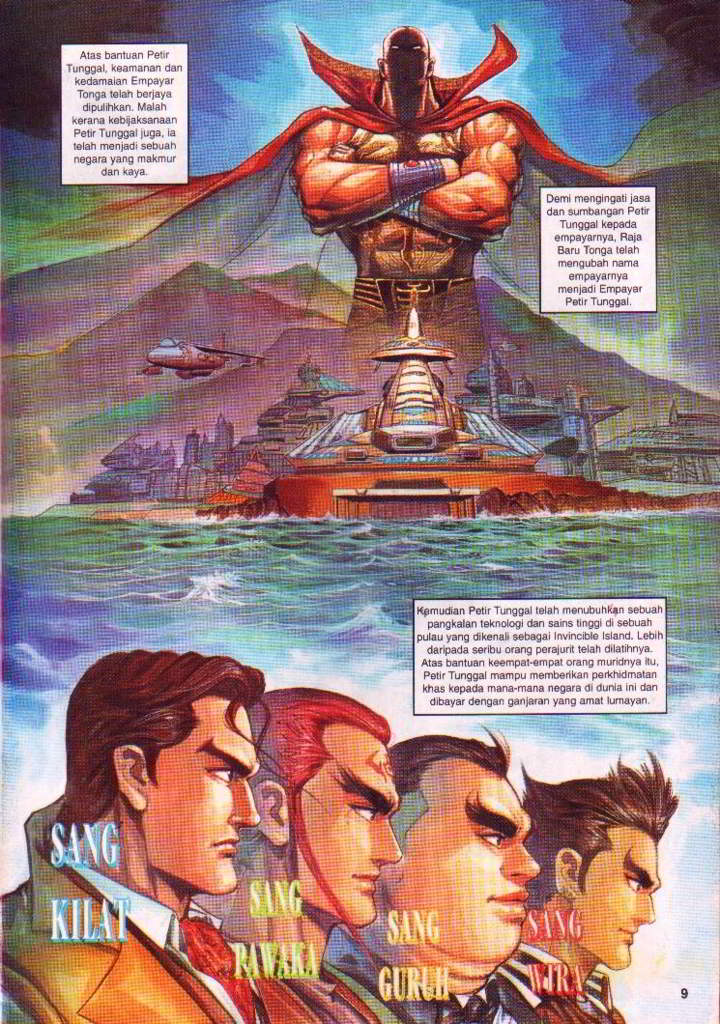 Atas bantuan Petir
Tunggal, keamanan dan
kedamaian Empayar
Tonga telah berjaya
dipulihkan. Malah
kerana kebijaksanaan
Petir Tunggal juga, ia
telah menjadi sebuah
negara yang makmur
dan kaya.
Demi mengingati jasa
dan sumbangan Petir
Tunggal kepada
empayarnya, Raja
Baru Tonga telah
mengubah nama
empayarnya
menjadi Empayar
Petir Tunggal.
Kemudian Petir Tunggal telah menubuhkan sebuah
pangkalan teknologi dan sains tinggi di sebuah
pulau yang dikenali sebagai Invincible Island. Lebih
daripada seribu orang perajurit telah dilatihnya.
Atas bantuan keempat-empat orang muridnya itu,
Petir Tunggal mampu memberikan perkhidmatan
khas kepada mana-mana negara di dunia ini dan
dibayar dengan ganjaran yang amat lumayan.
SANG
KILAT
SANG
PAWAKA
SANG
GURUH
SANG
WIRA
9